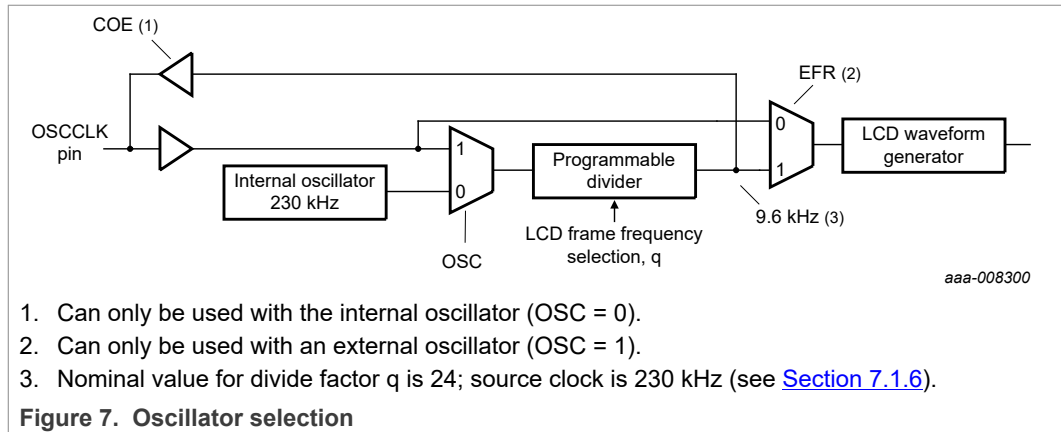 COE (1)
EFR (2)
OSCCLK
pin
0
LCD waveform
generator
1
Programmable
divider
1
Internal oscillator
230 kHz
0
9.6 kHz (3)
LCD frame frequency
selection, q
OSC
aaa-008300
1. Can only be used with the internal oscillator (OSC = 0).
2. Can only be used with an external oscillator (OSC = 1).
3. Nominal value for divide factor q is 24; source clock is 230 kHz (see Section 7.1.6).
Figure 7. Oscillator selection